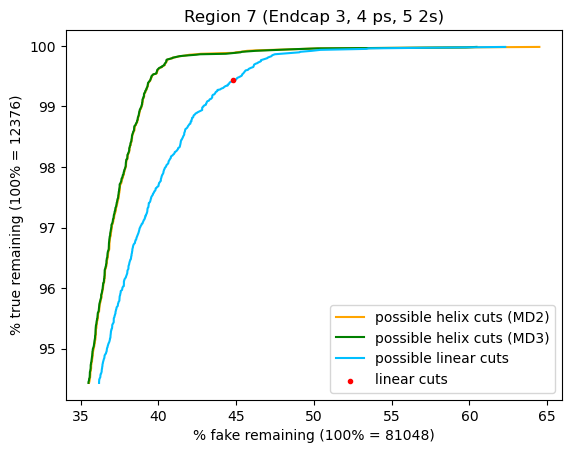 Region 7 (Endcap 3, 4 ps, 5 2s)
100
99
98
97
96
95
% true remaining (100% = 12376)
possible helix cuts (MD2)
possible helix cuts (MD3)
possible linear cuts
linear cuts
35 40 45 50 55 60 65
% fake remaining (100% = 81048)